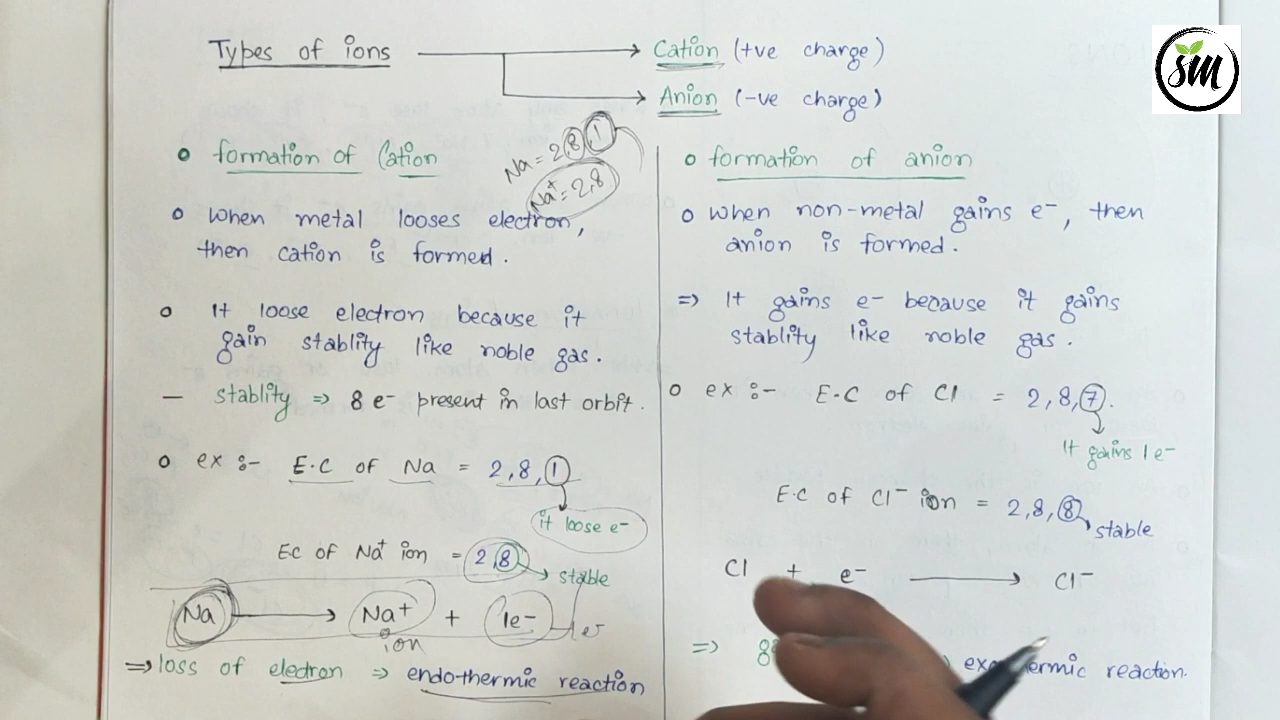 Types of ions
Cation (+ve charge)
Anion (-ve charge)
sm
Na = 2,8,1
Na+ = 2,8
o formation of Cation
o when metal looses electron,
then cation is formed.
o It loose electron because it
gain stablity like noble gas.
— stablity ⇒ 8 e- present in last orbit.
o ex :- E.C of Na = 2,8,1
it loose e-
Ec of Na+ ion = 2,8
stable
Na → Na+ + 1e-
ion
1e-
⇒ loss of electron ⇒ endo-thermic reaction
o formation of anion
o when non-metal gains e-, then
anion is formed.
⇒ It gains e- because it gains
stablity like noble gas.
o ex :- E.C of Cl = 2,8,7.
It gains 1e-
E.C of Cl- ion = 2,8,8
stable
Cl + e- → Cl-
⇒ reaction.